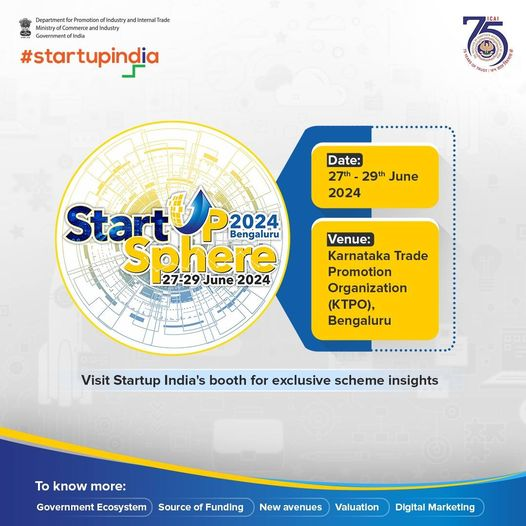 Department for Promotion of Industry and Internal Trade
Ministry of Commerce and Industry
Government of India
#startupindia
ICAI
75
Start UP 2024
Bengaluru
Sphere
27-29 June 2024
Date:
27th - 29th June
2024
Venue:
Karnataka Trade
Promotion
Organization
(KTPO),
Bengaluru
Visit Startup India's booth for exclusive scheme insights
To know more:
Government Ecosystem
Source of Funding
New avenues
Valuation
Digital Marketing